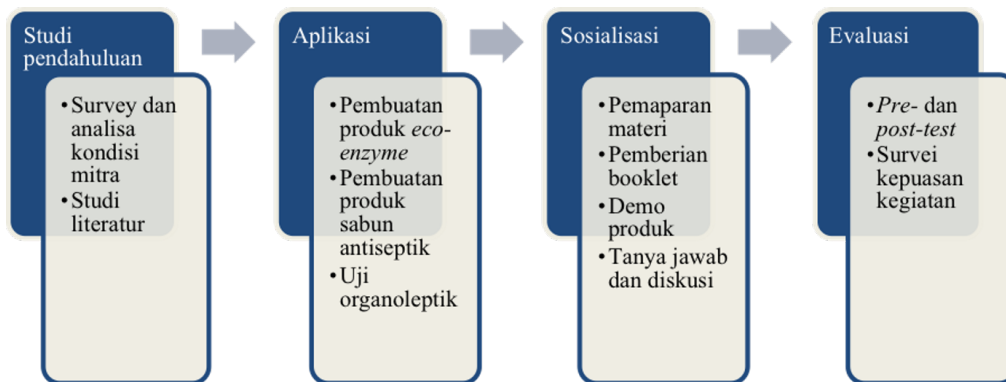 Studi
pendahuluan
• Survey dan
analisa
kondisi
mitra
• Studi
literatur
Aplikasi
• Pembuatan
produk eco-
enzyme
• Pembuatan
produk
sabun
antiseptik
• Uji
organoleptik
Sosialisasi
• Pemaparan
materi
• Pemberian
booklet
• Demo
produk
• Tanya jawab
dan diskusi
Evaluasi
• Pre- dan
post-test
• Survei
kepuasan
kegiatan